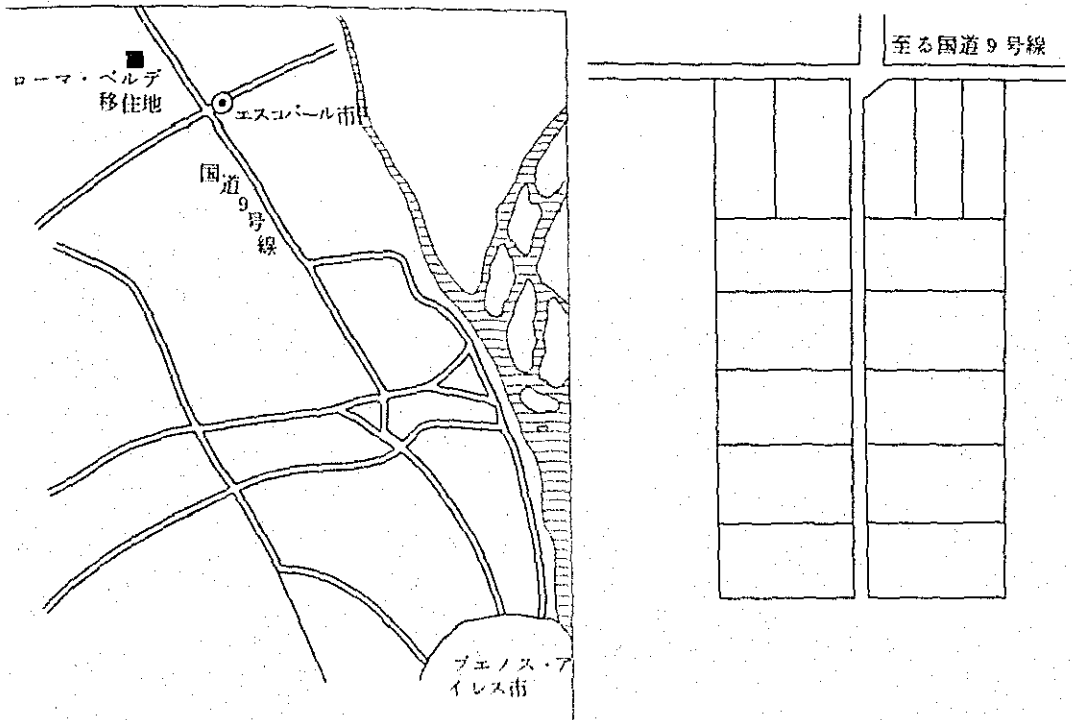 ローマ・ベルデ
移住地
エスコバール市
国道9号線
ブエノス・ア
イレス市
至る国道9号線